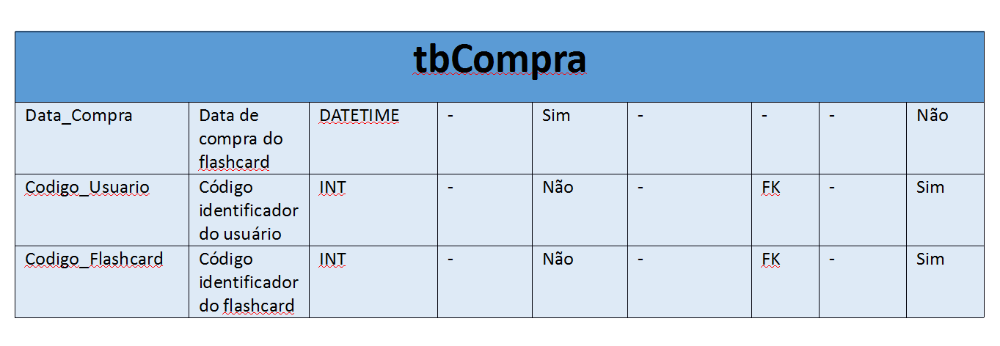 tbCompra
Data_Compra Data de DATETIME - Sim - - - Não
compra do
flashcard
Codigo_Usuario Código INT - Não - FK - Sim
identificador
do usuário
Codigo_Flashcard Código INT - Não - FK - Sim
identificador
do flashcard